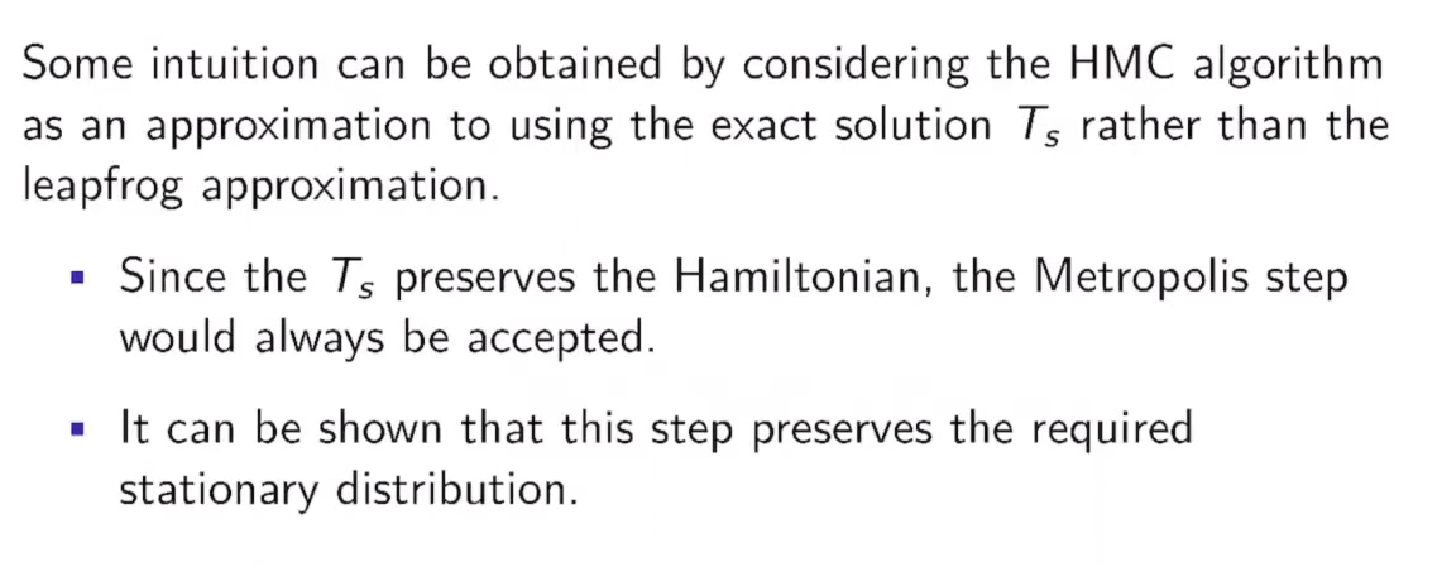 Some intuition can be obtained by considering the HMC algorithm
as an approximation to using the exact solution Tₛ rather than the
leapfrog approximation.
▪ Since the Tₛ preserves the Hamiltonian, the Metropolis step
would always be accepted.
▪ It can be shown that this step preserves the required
stationary distribution.